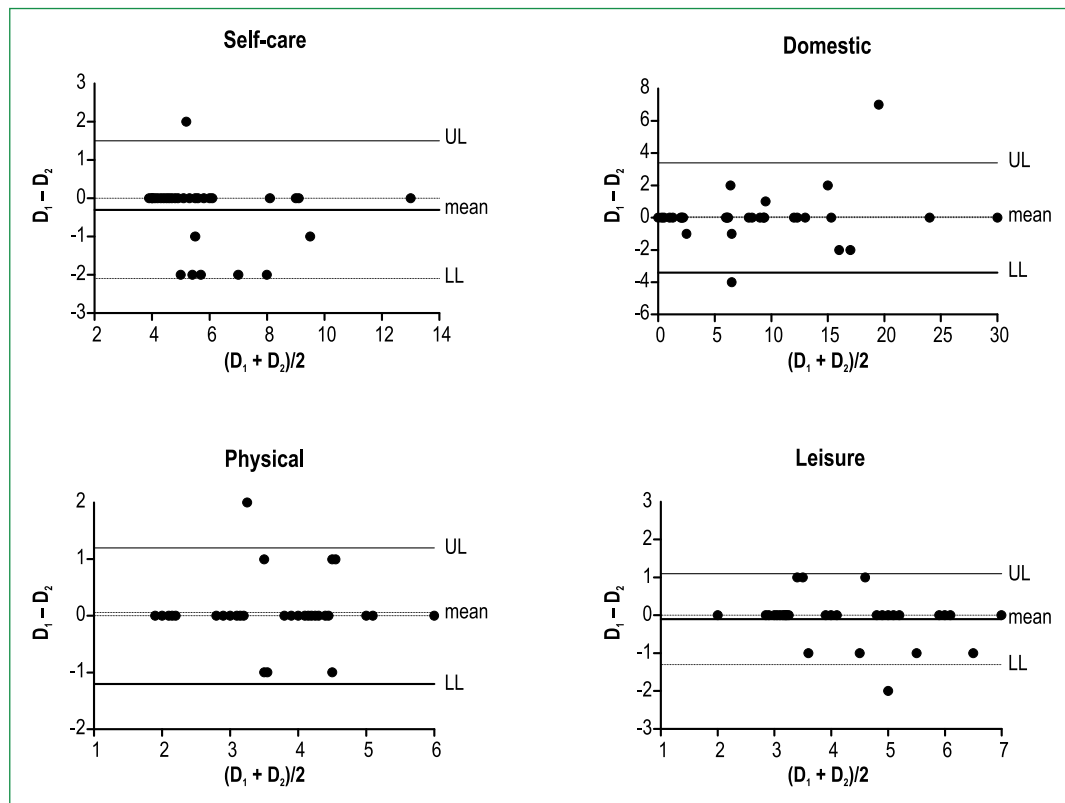 Self-care
3
2
1
0
-1
-2
-3
D₁ – D₂
UL
mean
LL
2 4 6 8 10 12 14
(D₁ + D₂)/2
Domestic
8
6
4
2
0
-2
-4
-6
D₁ – D₂
UL
mean
LL
0 5 10 15 20 25 30
(D₁ + D₂)/2
Physical
2
1
0
-1
-2
D₁ – D₂
UL
mean
LL
1 2 3 4 5 6
(D₁ + D₂)/2
Leisure
3
2
1
0
-1
-2
-3
D₁ – D₂
UL
mean
LL
1 2 3 4 5 6 7
(D₁ + D₂)/2